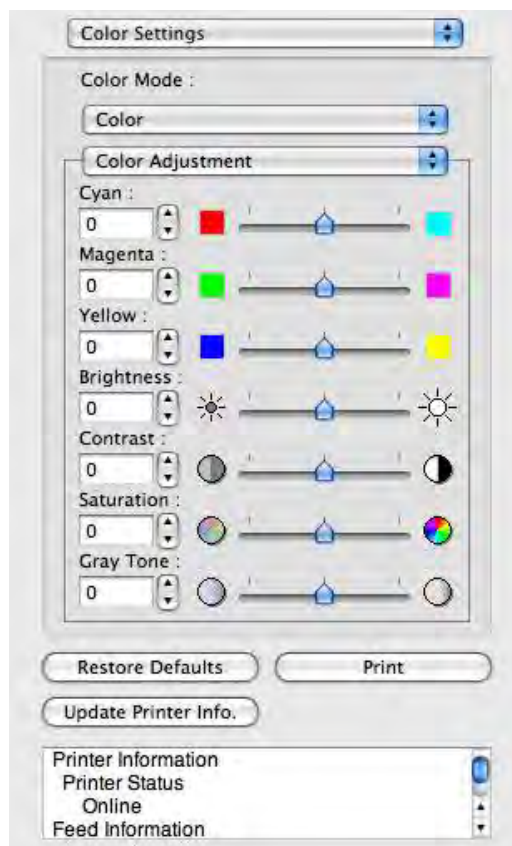 Color Settings
Color Mode :
Color
Color Adjustment
Cyan :
0
Magenta :
0
Yellow :
0
Brightness :
0
Contrast :
0
Saturation :
0
Gray Tone :
0
Restore Defaults
Print
Update Printer Info.
Printer Information
Printer Status
Online
Feed Information